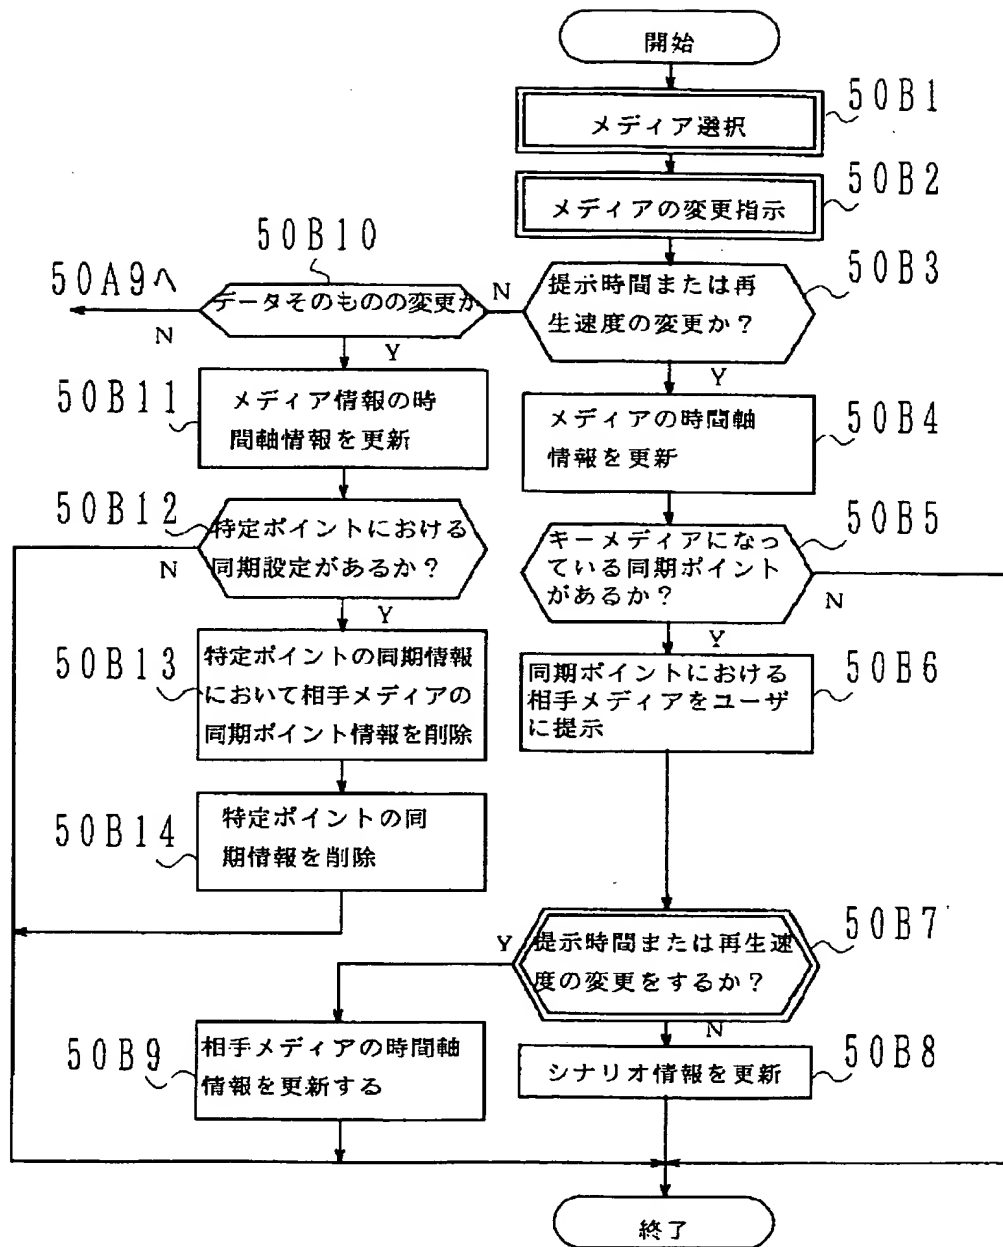 開始
50B1
メディア選択
50B2
メディアの変更指示
50B10
50B3
50A9へ
データそのものの変更か
N
提示時間または再
生速度の変更か?
N
Y
Y
50B11
メディア情報の時
間軸情報を更新
50B4
メディアの時間軸
情報を更新
50B12
特定ポイントにおける
同期設定があるか?
50B5
キーメディアになっ
ている同期ポイント
があるか?
N
Y
N
Y
50B13
特定ポイントの同期情報
において相手メディアの
同期ポイント情報を削除
50B6
同期ポイントにおける
相手メディアをユーザ
に提示
50B14
特定ポイントの同
期情報を削除
50B7
Y
提示時間または再生速
度の変更をするか?
N
50B9
相手メディアの時間軸
情報を更新する
50B8
シナリオ情報を更新
終了